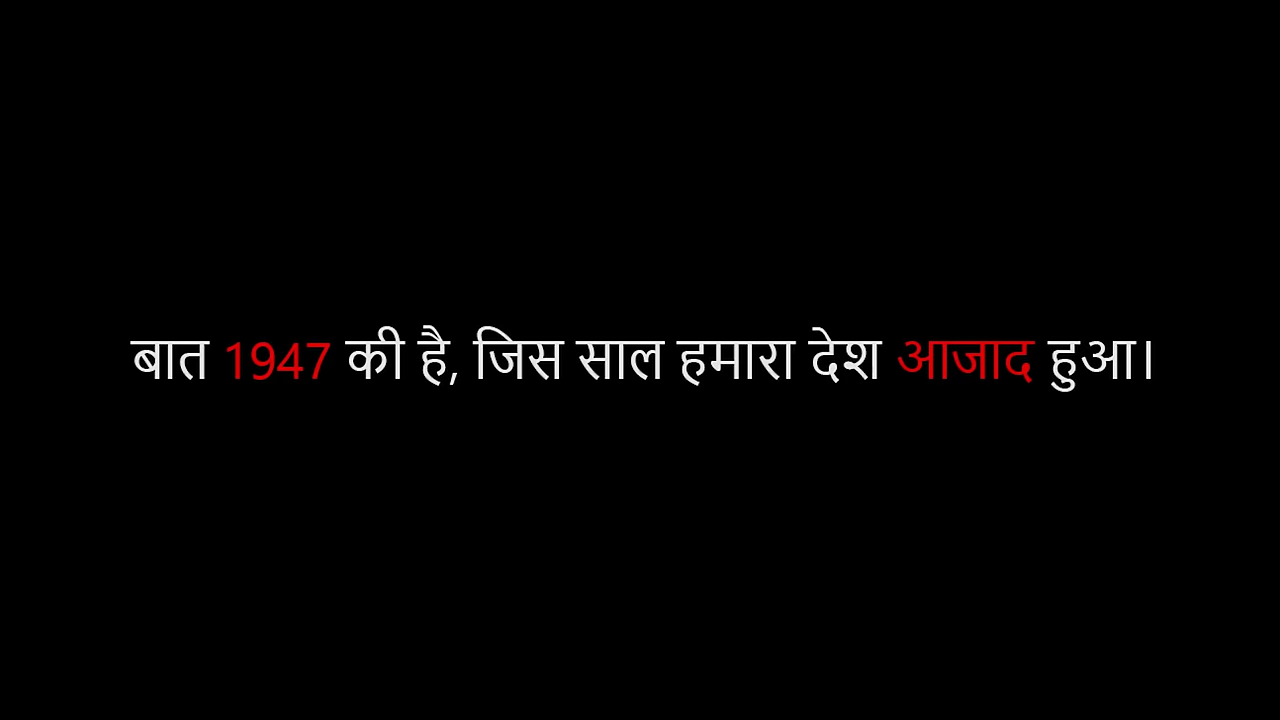 बात 1947 की है, जिस साल हमारा देश आजाद हुआ।